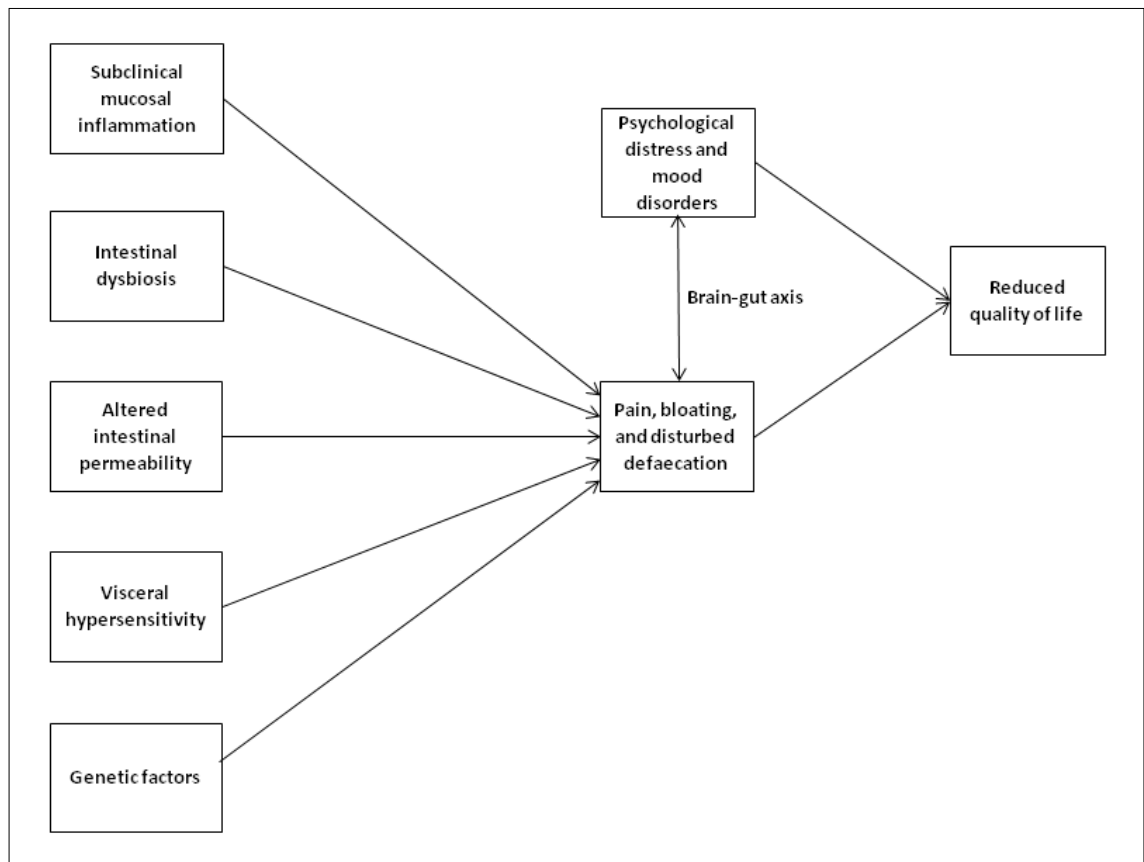 Subclinical
mucosal
inflammation
Intestinal
dysbiosis
Altered
intestinal
permeability
Visceral
hypersensitivity
Genetic factors
Psychological
distress and
mood
disorders
Brain-gut axis
Pain, bloating,
and disturbed
defaecation
Reduced
quality of life